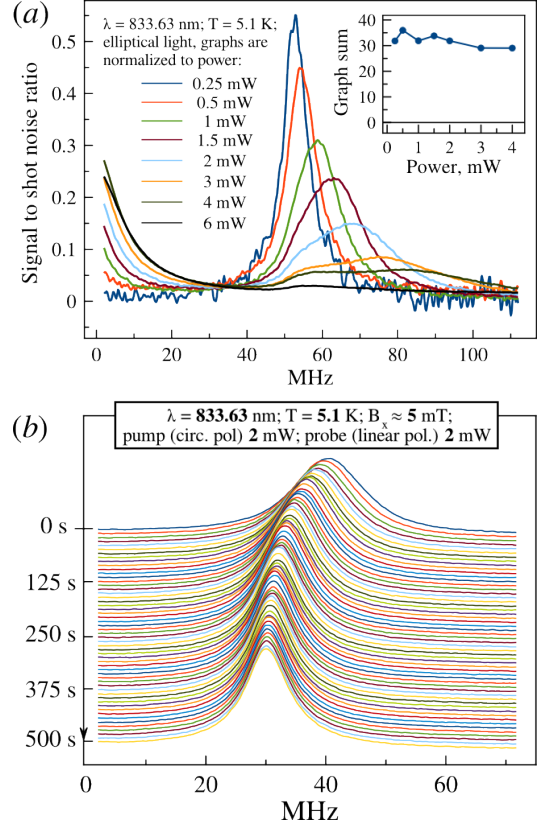 (a)
λ = 833.63 nm; T = 5.1 K;
elliptical light, graphs are
normalized to power:
0.25 mW
0.5 mW
1 mW
1.5 mW
2 mW
3 mW
4 mW
6 mW
Signal to shot noise ratio
0.5
0.4
0.3
0.2
0.1
0
0 20 40 60 80 100
MHz
Graph sum
40
30
20
10
0
0 1 2 3 4
Power, mW
(b)
λ = 833.63 nm; T = 5.1 K; Bx ≈ 5 mT;
pump (circ. pol) 2 mW; probe (linear pol.) 2 mW
0 s
125 s
250 s
375 s
500 s
0 20 40 60
MHz